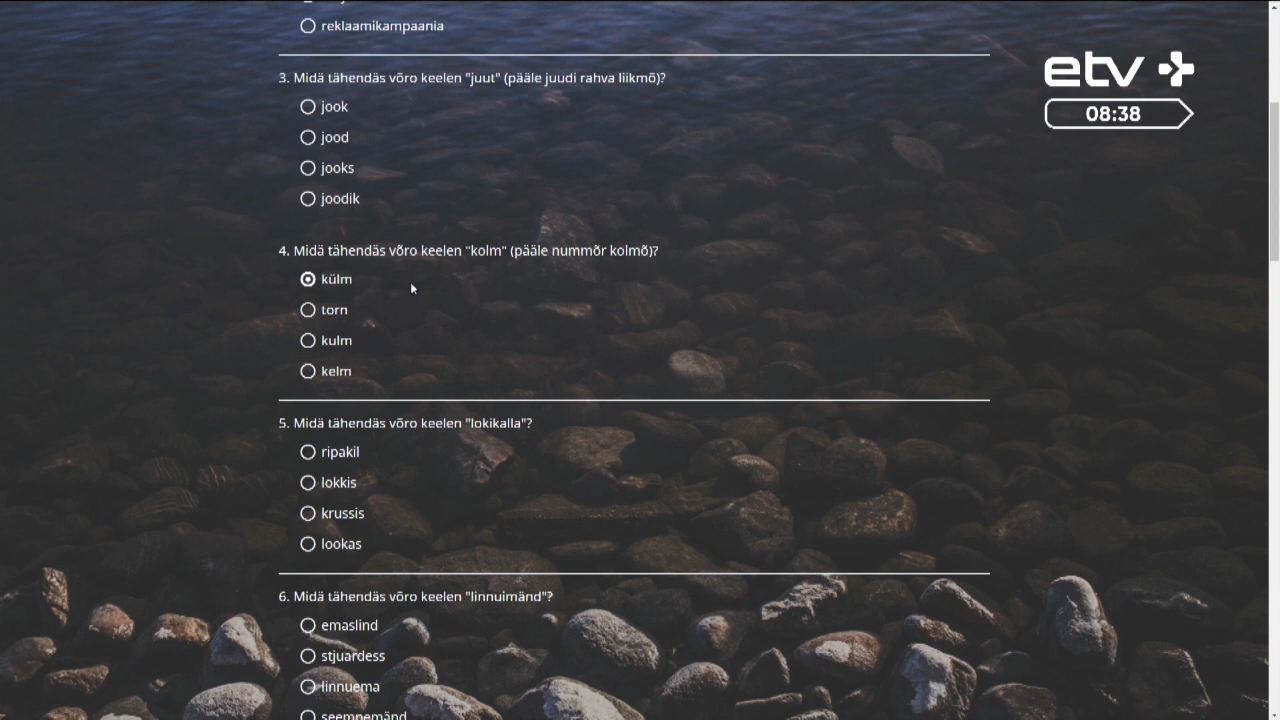 reklaamikampaania
3. Midä tähendäs võro keelen "juut" (pääle juudi rahva liikmõ)?
jook
jood
jooks
joodik
4. Midä tähendäs võro keelen "kolm" (pääle nummõr kolmõ)?
külm
torn
kulm
kelm
5. Midä tähendäs võro keelen "lokikalla"?
ripakil
lokkis
krussis
lookas
6. Midä tähendäs võro keelen "linnuimänd"?
emaslind
stjuardess
linnuema
seemnemänd
etv+
08:38